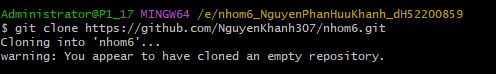 Administrator@P1_17 MINGW64 /e/nhom6_NguyenPhanHuuKhanh_dH52200859
$ git clone https://github.com/NguyenKhanh307/nhom6.git
Cloning into 'nhom6'...
warning: You appear to have cloned an empty repository.